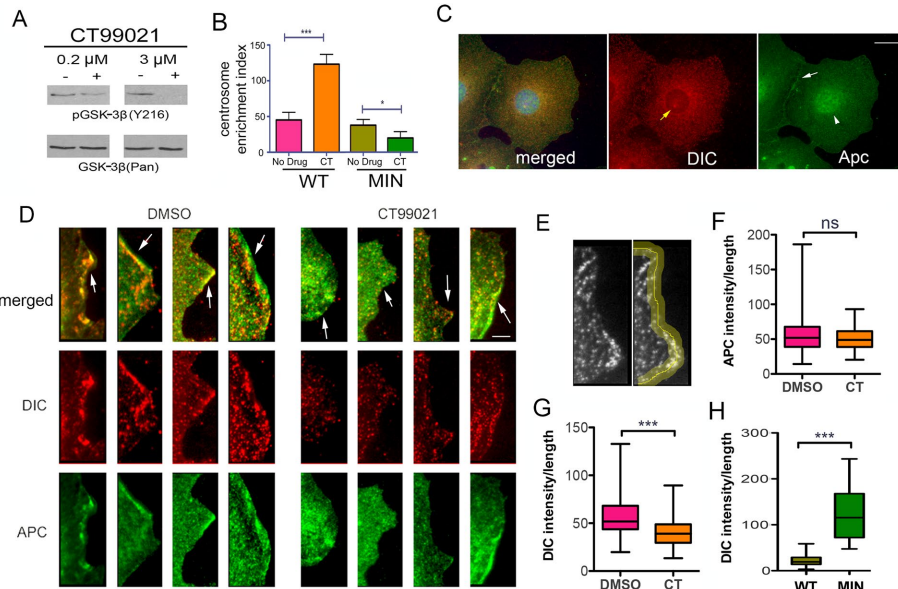 A
CT99021
0.2 µM 3 µM
- + - +
pGSK-3β(Y216)
GSK-3β(Pan)
B
centrosome
enrichment index
150
100
50
0
***
*
No Drug CT No Drug CT
WT MIN
C
merged DIC Apc
D
DMSO CT99021
merged
DIC
APC
E
F
ns
APC intensity/length
200
150
100
50
0
DMSO CT
G
***
DIC intensity/length
150
100
50
0
DMSO CT
H
***
DIC intensity/length
300
200
100
0
WT MIN